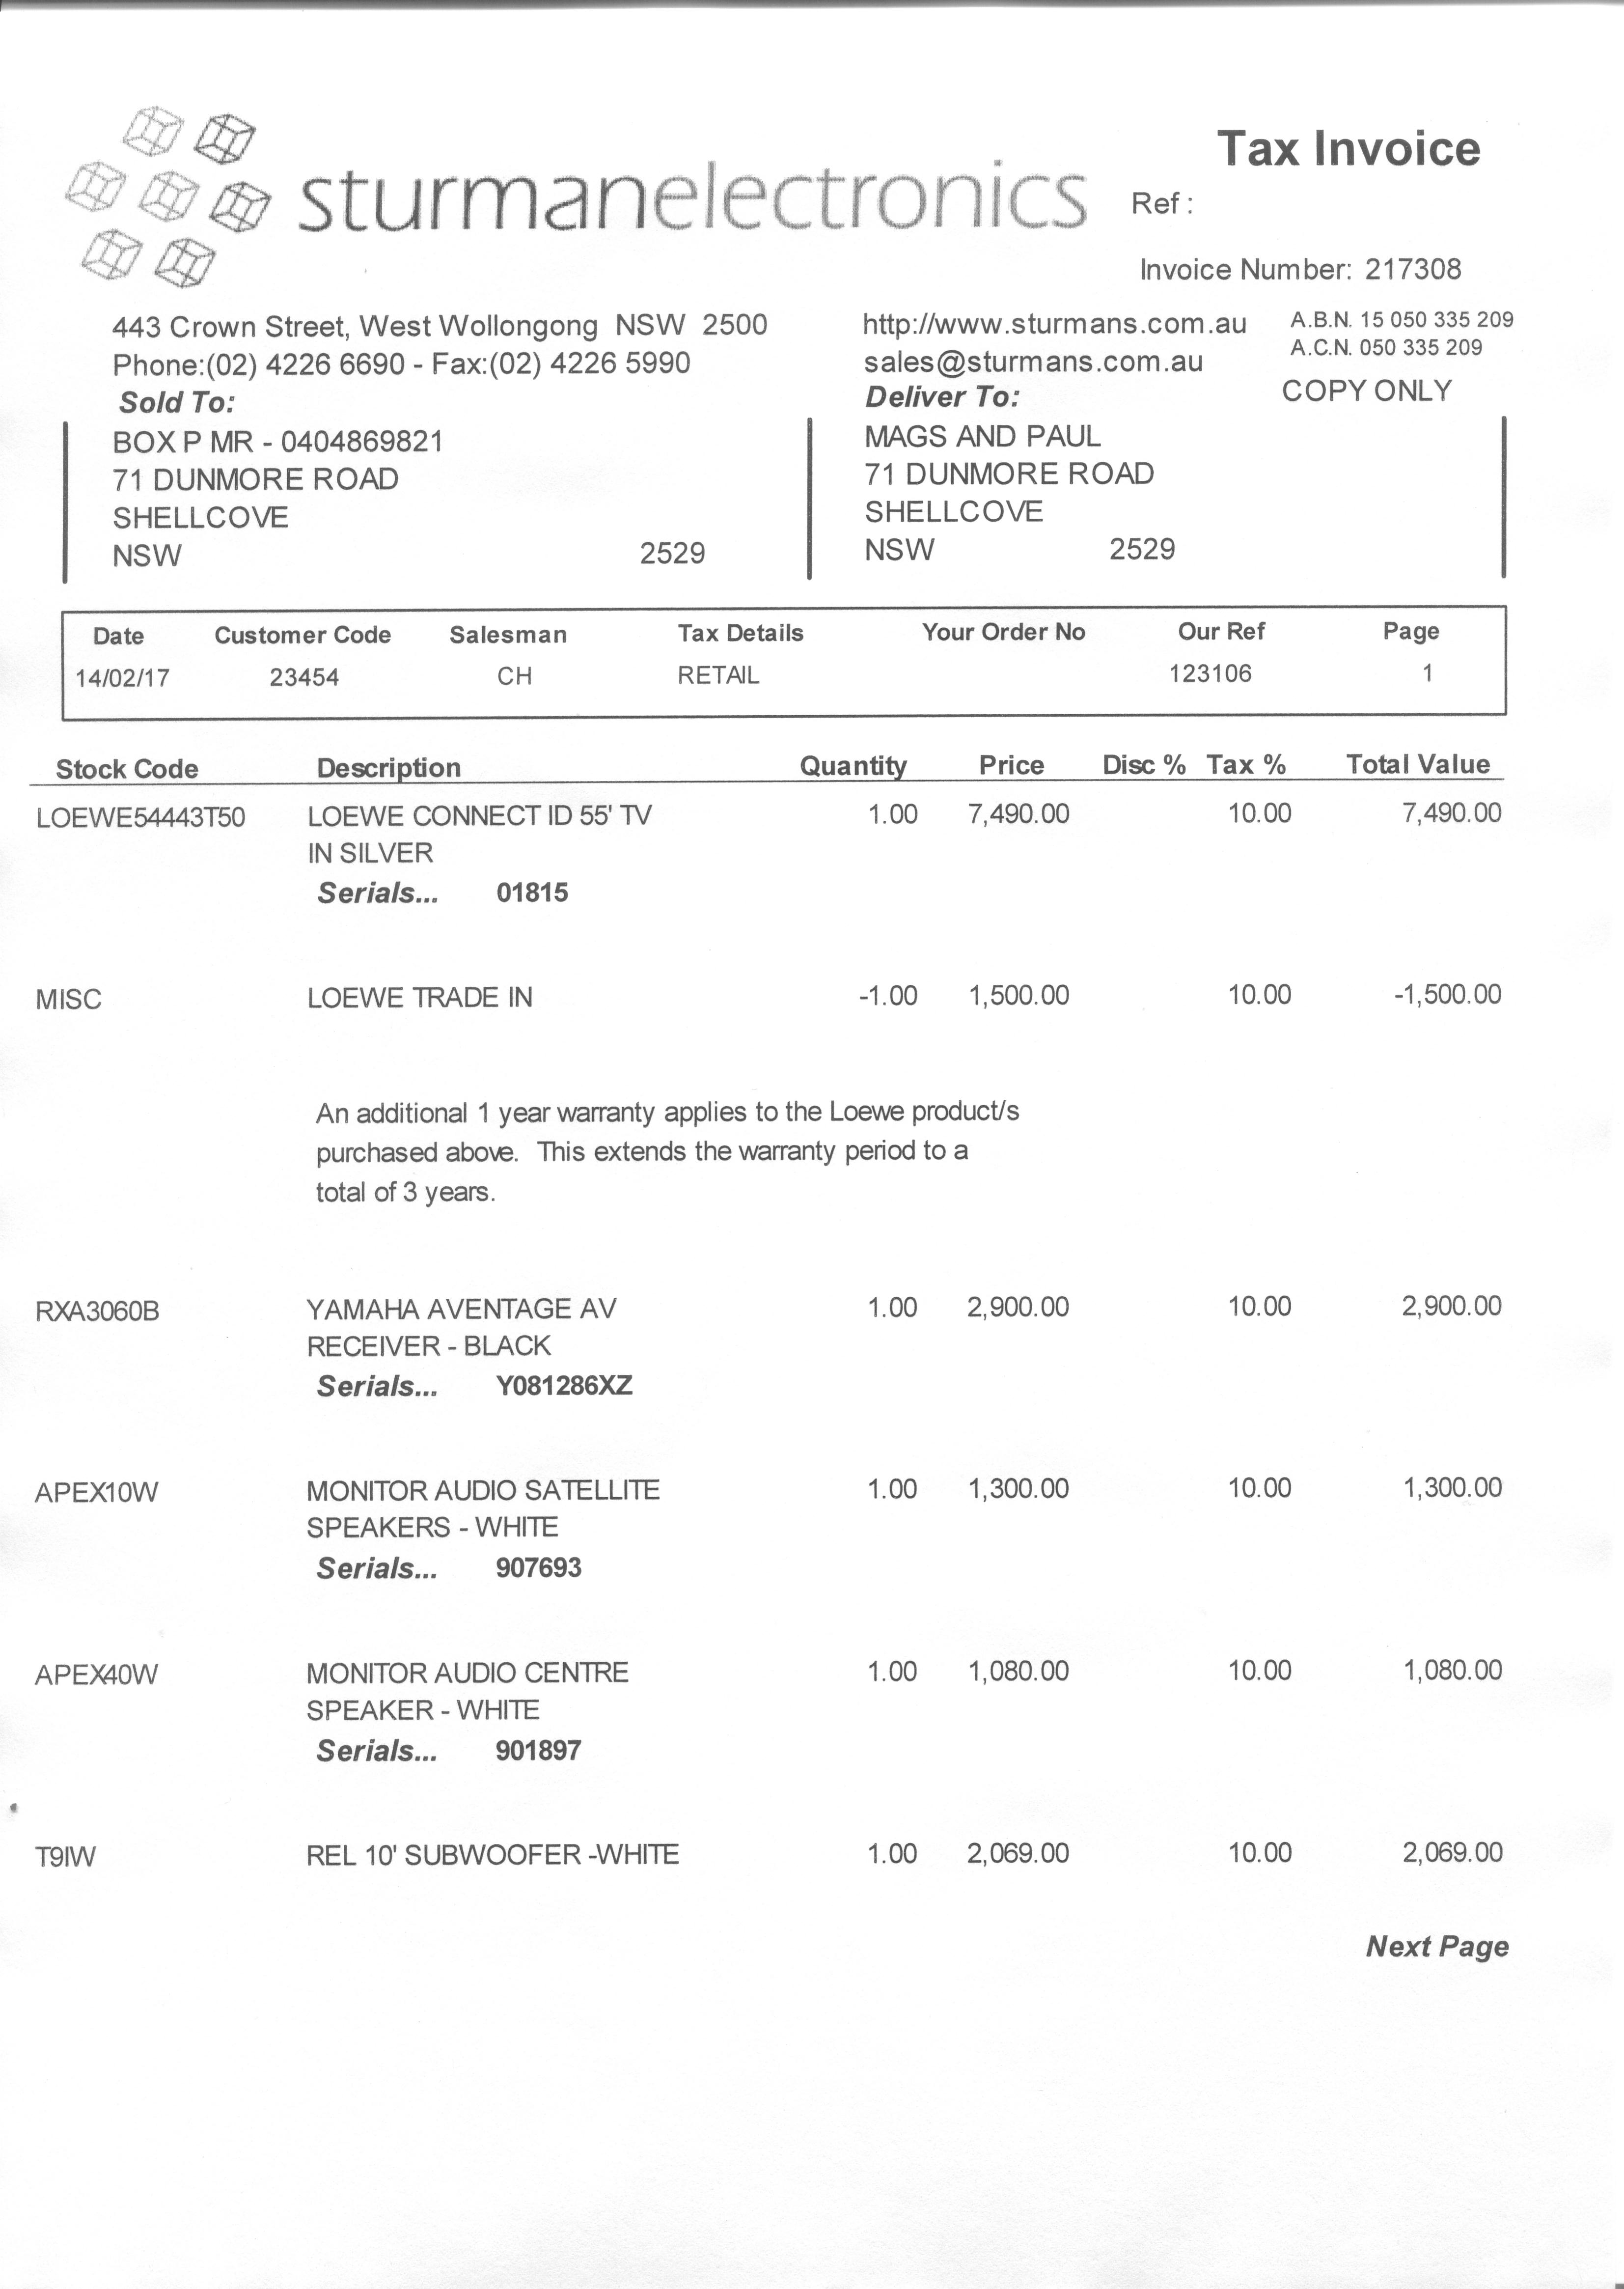 sturmanelectronics
Tax Invoice
Ref :
Invoice Number: 217308
443 Crown Street, West Wollongong NSW 2500
Phone:(02) 4226 6690 - Fax:(02) 4226 5990
http://www.sturmans.com.au
sales@sturmans.com.au
A.B.N. 15 050 335 209
A.C.N. 050 335 209
COPY ONLY
Sold To:
BOX P MR - 0404869821
71 DUNMORE ROAD
SHELLCOVE
NSW 2529
Deliver To:
MAGS AND PAUL
71 DUNMORE ROAD
SHELLCOVE
NSW 2529
Date Customer Code Salesman Tax Details Your Order No Our Ref Page
14/02/17 23454 CH RETAIL 123106 1
Stock Code Description Quantity Price Disc % Tax % Total Value
LOEWE54443T50 LOEWE CONNECT ID 55' TV 1.00 7,490.00 10.00 7,490.00
IN SILVER
Serials... 01815
MISC LOEWE TRADE IN -1.00 1,500.00 10.00 -1,500.00
An additional 1 year warranty applies to the Loewe product/s
purchased above. This extends the warranty period to a
total of 3 years.
RXA3060B YAMAHA AVENTAGE AV 1.00 2,900.00 10.00 2,900.00
RECEIVER - BLACK
Serials... Y081286XZ
APEX10W MONITOR AUDIO SATELLITE 1.00 1,300.00 10.00 1,300.00
SPEAKERS - WHITE
Serials... 907693
APEX40W MONITOR AUDIO CENTRE 1.00 1,080.00 10.00 1,080.00
SPEAKER - WHITE
Serials... 901897
T9IW REL 10' SUBWOOFER -WHITE 1.00 2,069.00 10.00 2,069.00
Next Page